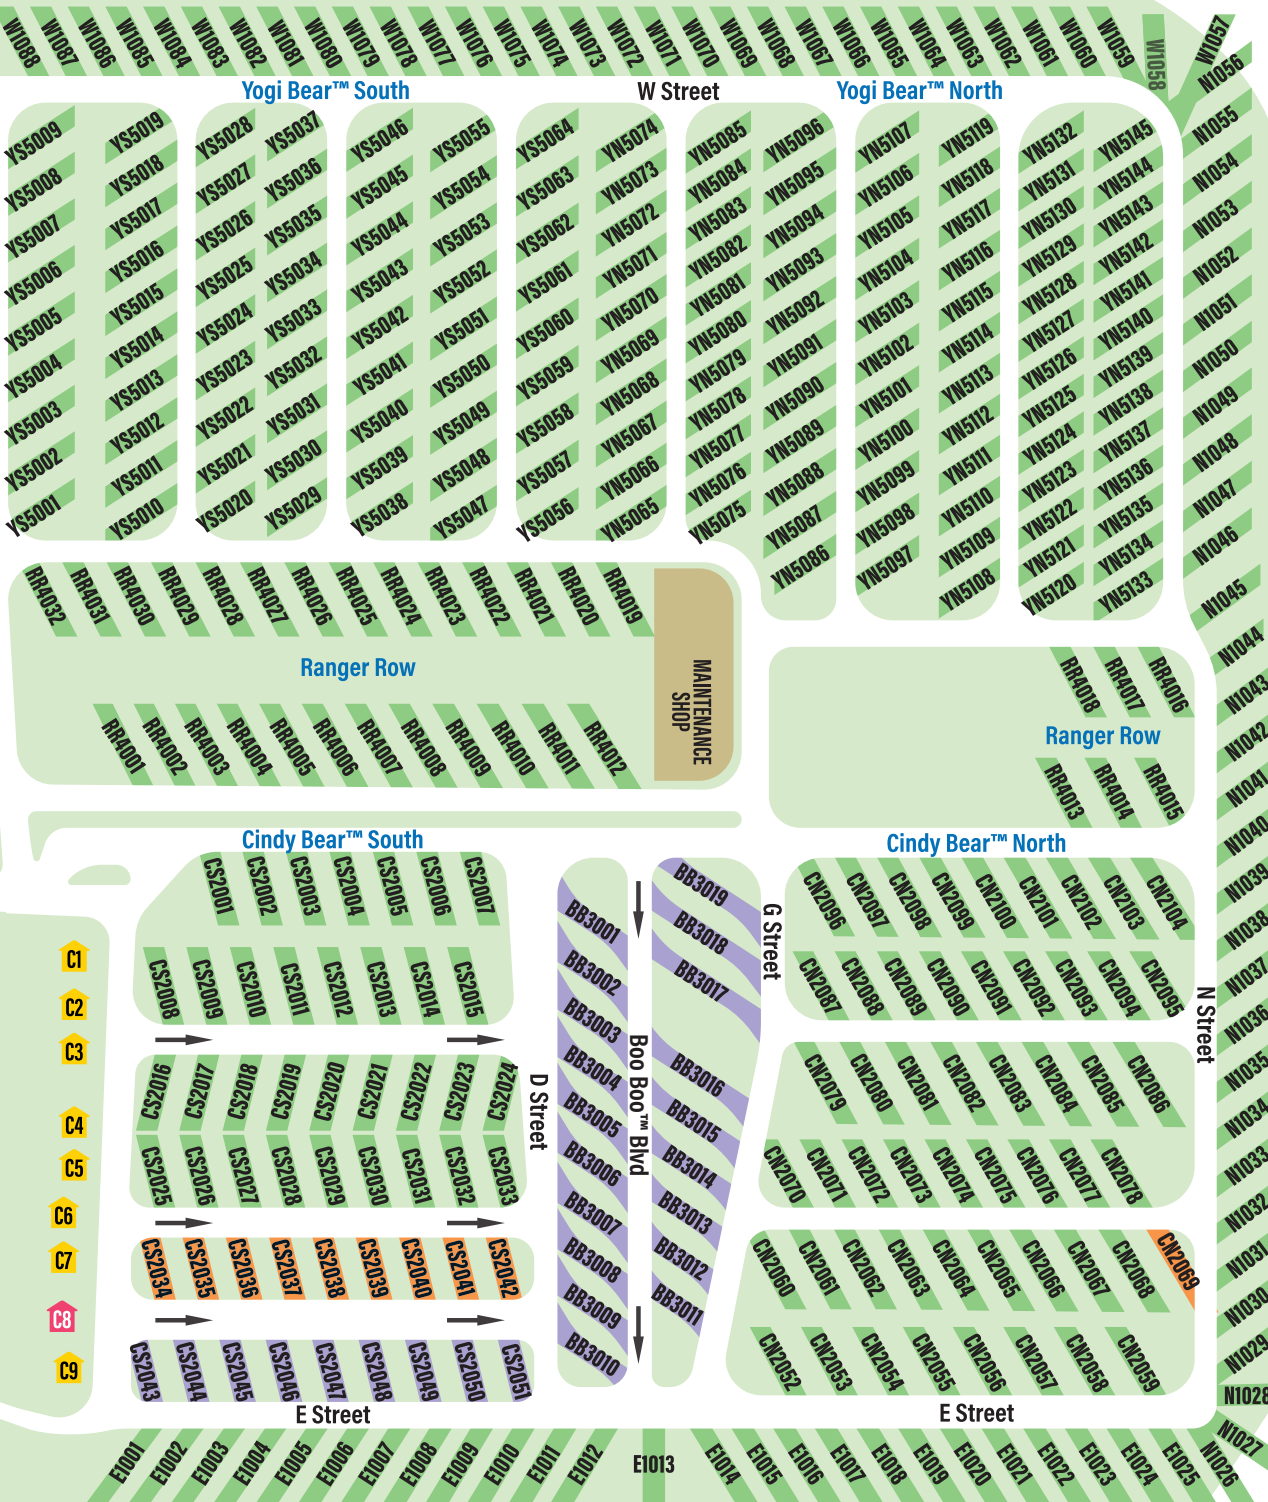 W1088
W1087
W1086
W1085
W1084
W1083
W1082
W1081
W1080
W1079
W1078
W1077
W1076
W1075
W1074
W1073
W1072
W1071
W1070
W1069
W1068
W1067
W1066
W1065
W1064
W1063
W1062
W1061
W1060
W1059
W1058
W1057
N1056
N1055
N1054
N1053
N1052
N1051
N1050
N1049
N1048
N1047
N1046
N1045
N1044
N1043
N1042
N1041
N1040
N1039
N1038
N1037
N1036
N1035
N1034
N1033
N1032
N1031
N1030
N1029
N1028
N1027
N1026
Yogi Bear™ South
W Street
Yogi Bear™ North
YS5009
YS5008
YS5007
YS5006
YS5005
YS5004
YS5003
YS5002
YS5001
YS5019
YS5018
YS5017
YS5016
YS5015
YS5014
YS5013
YS5012
YS5011
YS5010
YS5028
YS5027
YS5026
YS5025
YS5024
YS5023
YS5022
YS5021
YS5020
YS5037
YS5036
YS5035
YS5034
YS5033
YS5032
YS5031
YS5030
YS5029
YS5046
YS5045
YS5044
YS5043
YS5042
YS5041
YS5040
YS5039
YS5038
YS5055
YS5054
YS5053
YS5052
YS5051
YS5050
YS5049
YS5048
YS5047
YS5064
YS5063
YS5062
YS5061
YS5060
YS5059
YS5058
YS5057
YS5056
YN5074
YN5073
YN5072
YN5071
YN5070
YN5069
YN5068
YN5067
YN5066
YN5065
YN5085
YN5084
YN5083
YN5082
YN5081
YN5080
YN5079
YN5078
YN5077
YN5076
YN5075
YN5096
YN5095
YN5094
YN5093
YN5092
YN5091
YN5090
YN5089
YN5088
YN5087
YN5086
YN5107
YN5106
YN5105
YN5104
YN5103
YN5102
YN5101
YN5100
YN5099
YN5098
YN5097
YN5119
YN5118
YN5117
YN5116
YN5115
YN5114
YN5113
YN5112
YN5111
YN5110
YN5109
YN5108
YN5132
YN5131
YN5130
YN5129
YN5128
YN5127
YN5126
YN5125
YN5124
YN5123
YN5122
YN5121
YN5120
YN5145
YN5144
YN5143
YN5142
YN5141
YN5140
YN5139
YN5138
YN5137
YN5136
YN5135
YN5134
YN5133
RR4032
RR4031
RR4030
RR4029
RR4028
RR4027
RR4026
RR4025
RR4024
RR4023
RR4022
RR4021
RR4020
RR4019
Ranger Row
MAINTENANCE
SHOP
RR4001
RR4002
RR4003
RR4004
RR4005
RR4006
RR4007
RR4008
RR4009
RR4010
RR4011
RR4012
RR4018
RR4017
RR4016
Ranger Row
RR4013
RR4014
RR4015
Cindy Bear™ South
Cindy Bear™ North
CS2001
CS2002
CS2003
CS2004
CS2005
CS2006
CS2007
CS2008
CS2009
CS2010
CS2011
CS2012
CS2013
CS2014
CS2015
CS2016
CS2017
CS2018
CS2019
CS2020
CS2021
CS2022
CS2023
CS2024
CS2025
CS2026
CS2027
CS2028
CS2029
CS2030
CS2031
CS2032
CS2033
CS2034
CS2035
CS2036
CS2037
CS2038
CS2039
CS2040
CS2041
CS2042
CS2043
CS2044
CS2045
CS2046
CS2047
CS2048
CS2049
CS2050
CS2051
C1
C2
C3
C4
C5
C6
C7
C8
C9
D Street
BB3001
BB3002
BB3003
BB3004
BB3005
BB3006
BB3007
BB3008
BB3009
BB3010
Boo Boo™ Blvd
BB3019
BB3018
BB3017
BB3016
BB3015
BB3014
BB3013
BB3012
BB3011
G Street
CN2096
CN2097
CN2098
CN2099
CN2100
CN2101
CN2102
CN2103
CN2104
CN2087
CN2088
CN2089
CN2090
CN2091
CN2092
CN2093
CN2094
CN2095
N Street
CN2079
CN2080
CN2081
CN2082
CN2083
CN2084
CN2085
CN2086
CN2070
CN2071
CN2072
CN2073
CN2074
CN2075
CN2076
CN2077
CN2078
CN2060
CN2061
CN2062
CN2063
CN2064
CN2065
CN2066
CN2067
CN2068
CN2069
CN2052
CN2053
CN2054
CN2055
CN2056
CN2057
CN2058
CN2059
E Street
E Street
E1001
E1002
E1003
E1004
E1005
E1006
E1007
E1008
E1009
E1010
E1011
E1012
E1013
E1014
E1015
E1016
E1017
E1018
E1019
E1020
E1021
E1022
E1023
E1024
E1025